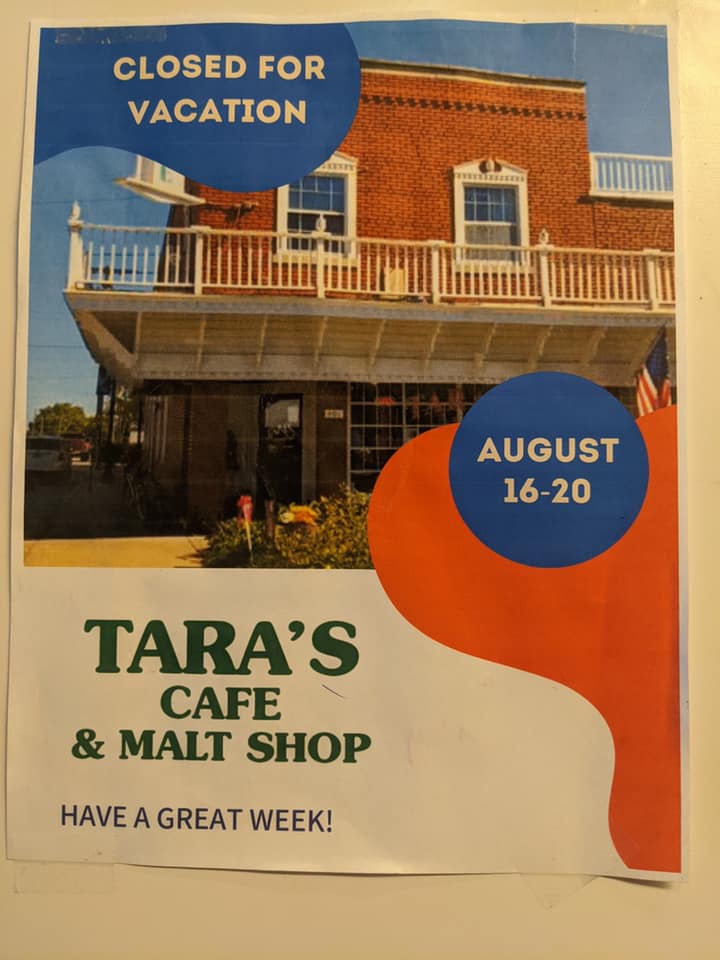 CLOSED FOR
VACATION
AUGUST
16-20
TARA'S
CAFE
& MALT SHOP
HAVE A GREAT WEEK!